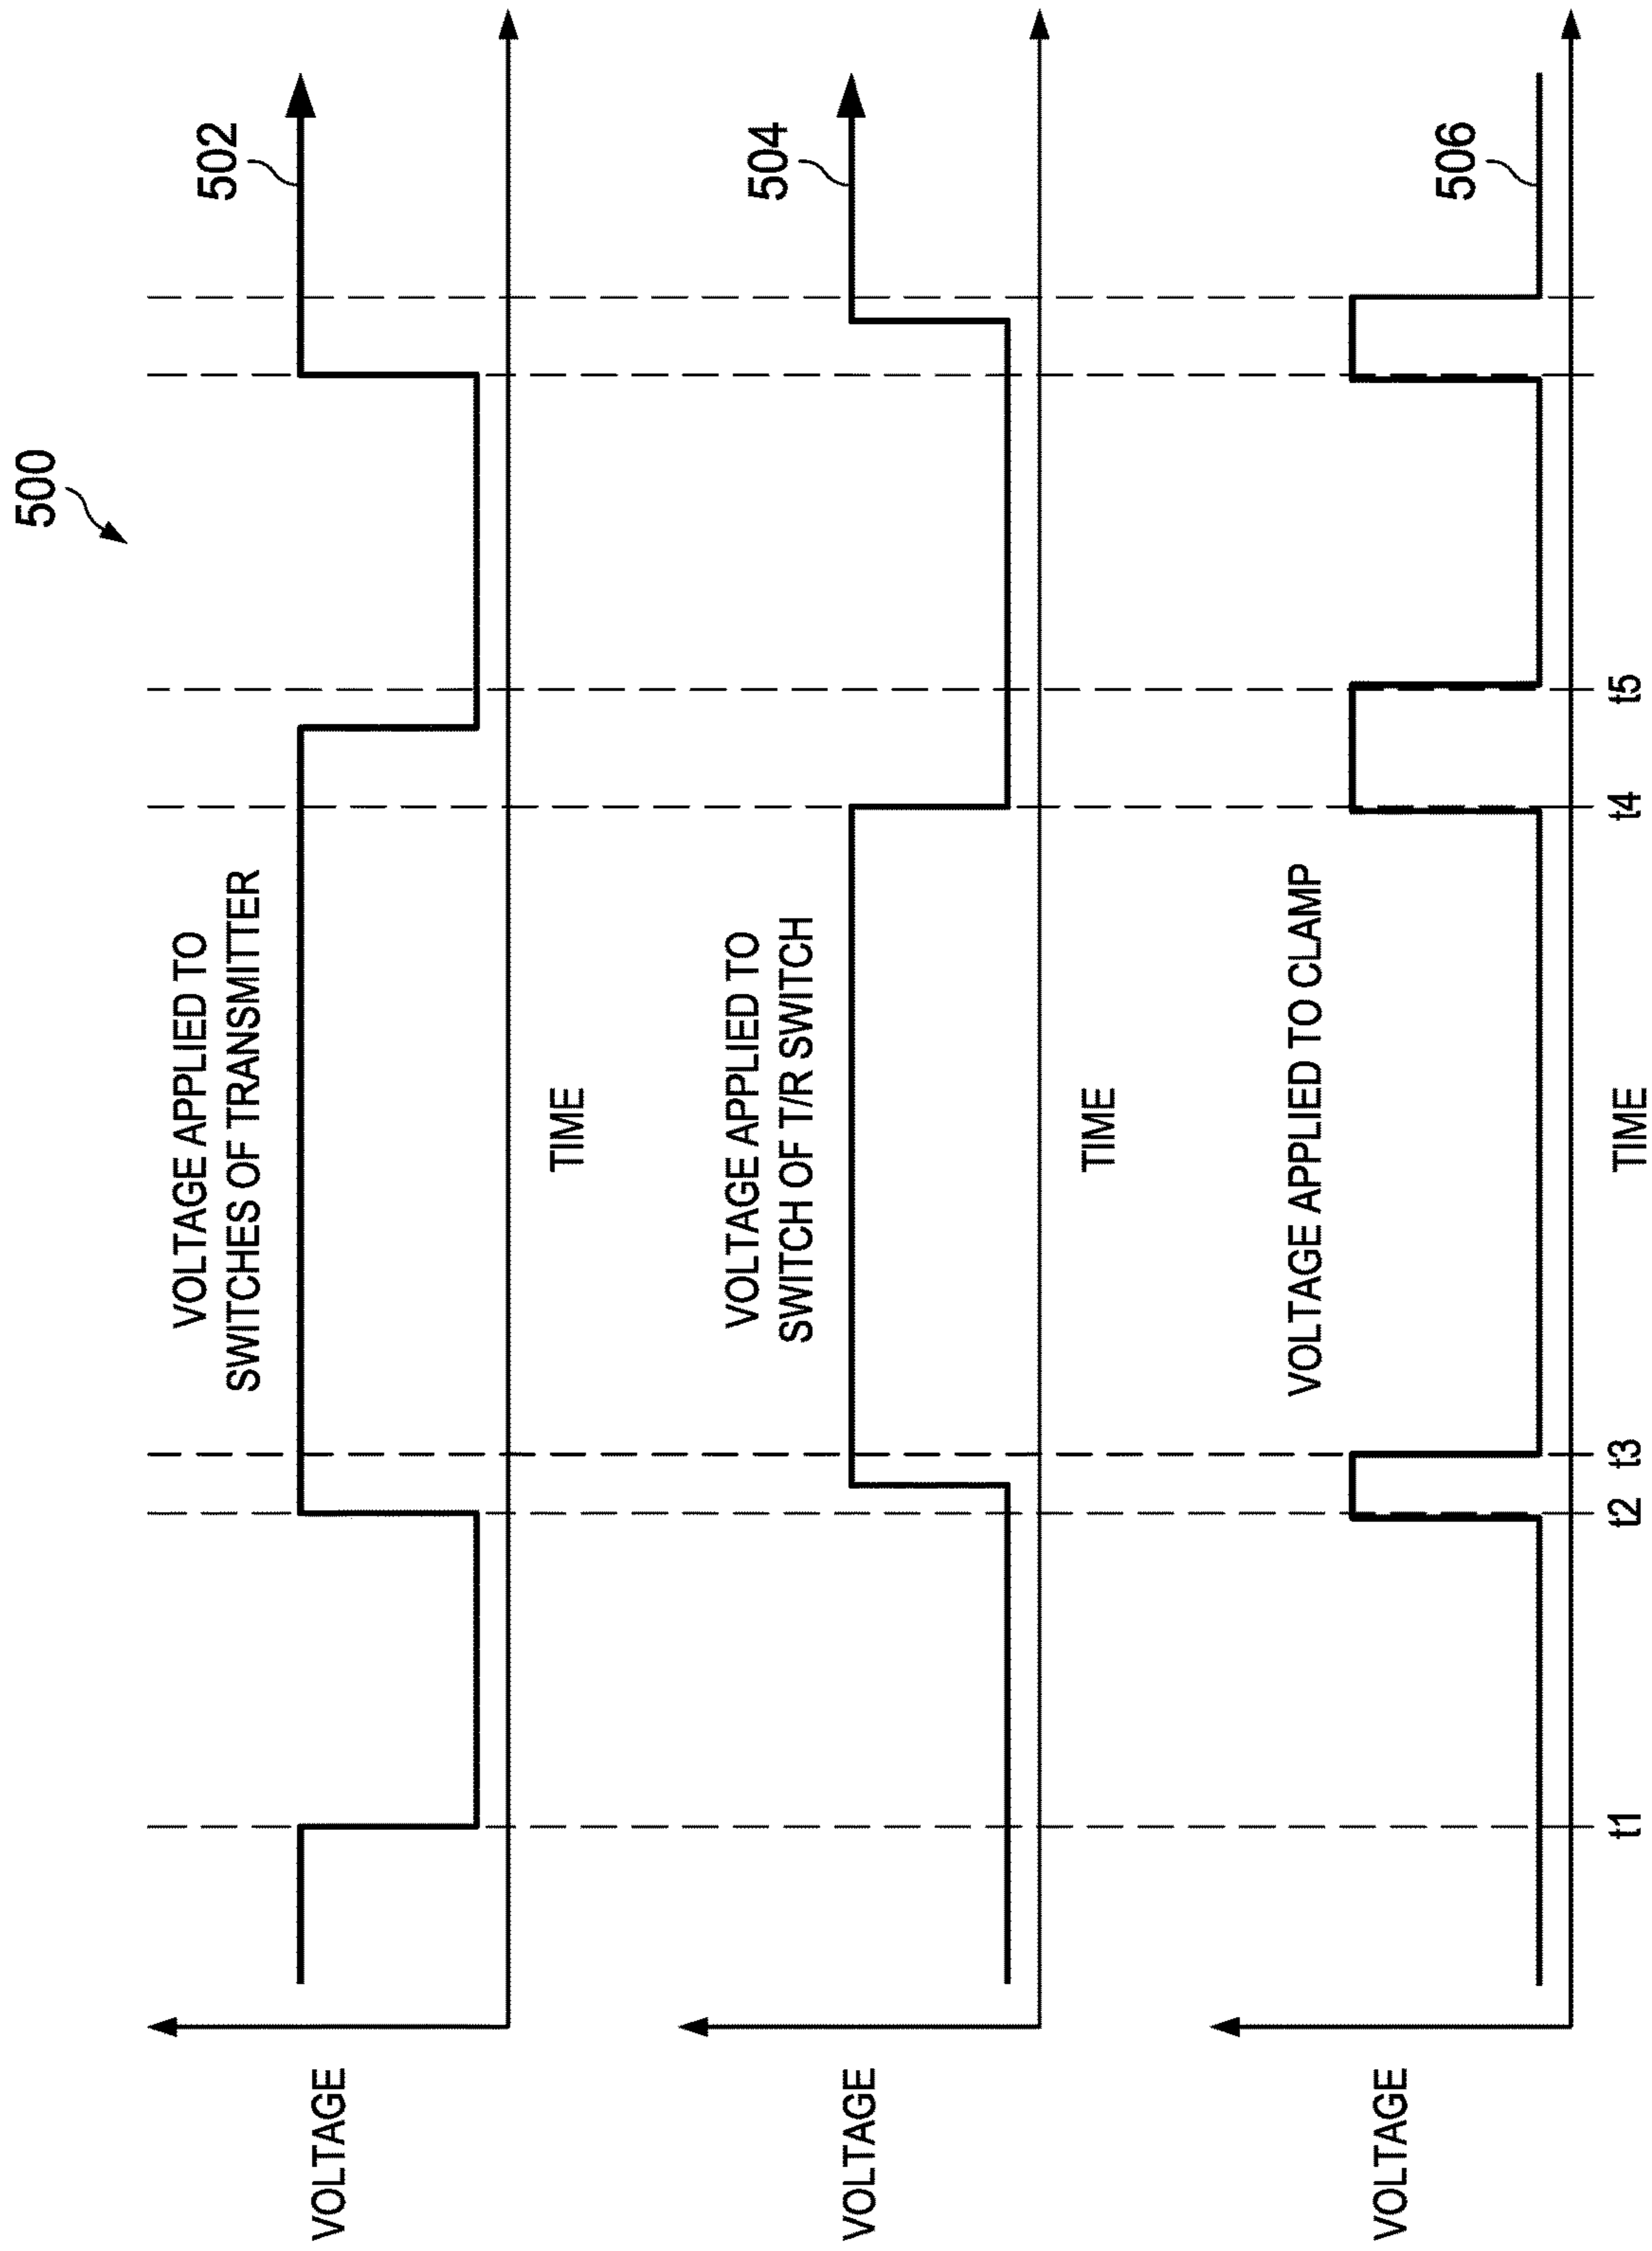 500
502
VOLTAGE
VOLTAGE APPLIED TO
SWITCHES OF TRANSMITTER
TIME
504
VOLTAGE
VOLTAGE APPLIED TO
SWITCH OF T/R SWITCH
TIME
506
VOLTAGE
VOLTAGE APPLIED TO CLAMP
t1
t2
t3
t4
t5
TIME